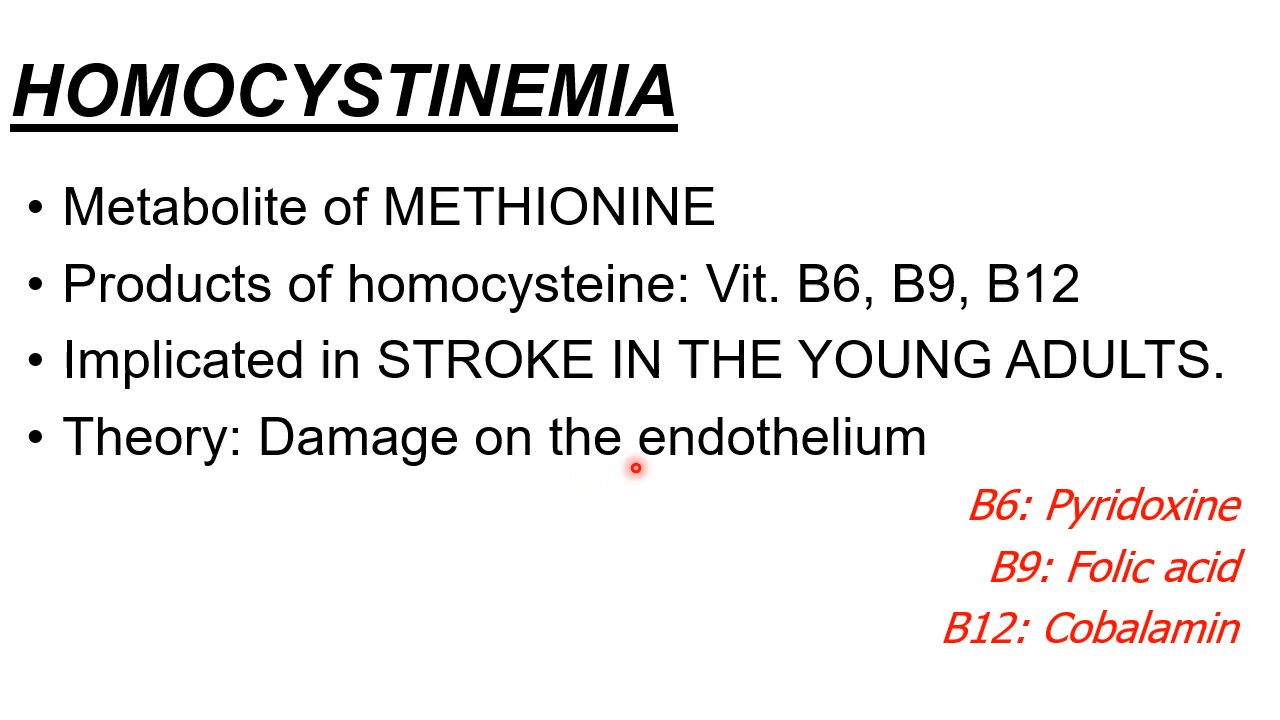 HOMOCYSTINEMIA
• Metabolite of METHIONINE
• Products of homocysteine: Vit. B6, B9, B12
• Implicated in STROKE IN THE YOUNG ADULTS.
• Theory: Damage on the endothelium
B6: Pyridoxine
B9: Folic acid
B12: Cobalamin